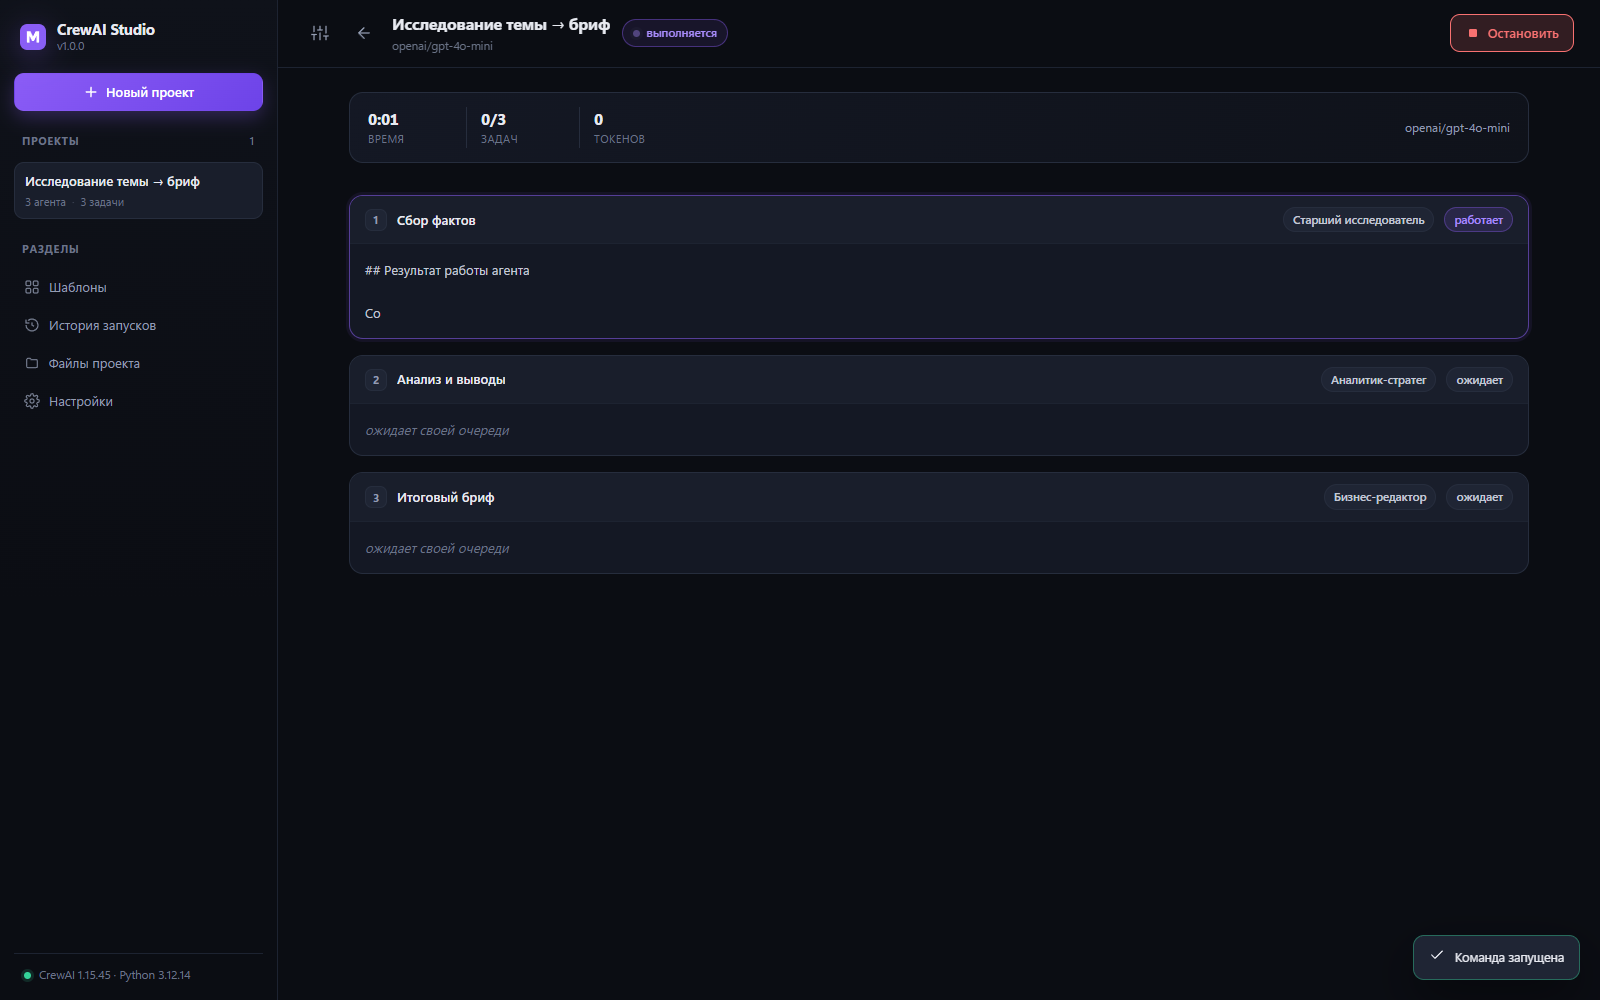 CrewAI Studio
v1.0.0
Новый проект
ПРОЕКТЫ 1
Исследование темы → бриф
3 агента · 3 задачи
РАЗДЕЛЫ
Шаблоны
История запусков
Файлы проекта
Настройки
CrewAI 1.15.45 · Python 3.12.14
Исследование темы → бриф
openai/gpt-4o-mini
выполняется
Остановить
0:01 0/3 0
ВРЕМЯ ЗАДАЧ ТОКЕНОВ
openai/gpt-4o-mini
1 Сбор фактов Старший исследователь работает
## Результат работы агента
Со
2 Анализ и выводы Аналитик-стратег ожидает
ожидает своей очереди
3 Итоговый бриф Бизнес-редактор ожидает
ожидает своей очереди
Команда запущена